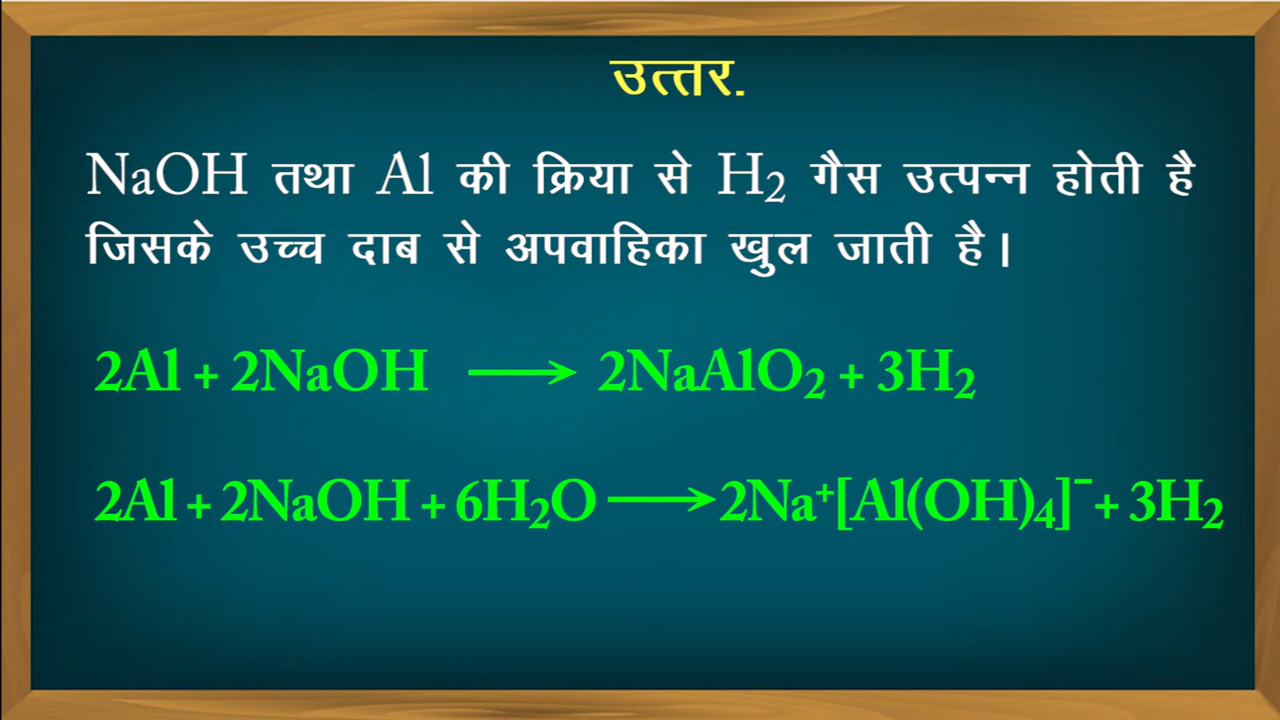 उत्तर.
NaOH तथा Al की क्रिया से H₂ गैस उत्पन्न होती है
जिसके उच्च दाब से अपवाहिका खुल जाती है।
2Al + 2NaOH ⟶ 2NaAlO₂ + 3H₂
2Al + 2NaOH + 6H₂O ⟶ 2Na⁺[Al(OH)₄]⁻ + 3H₂